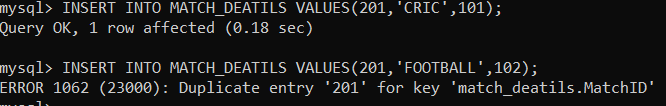 mysql> INSERT INTO MATCH_DEATILS VALUES(201,'CRIC',101);
Query OK, 1 row affected (0.18 sec)
mysql> INSERT INTO MATCH_DEATILS VALUES(201,'FOOTBALL',102);
ERROR 1062 (23000): Duplicate entry '201' for key 'match_deatils.MatchID'